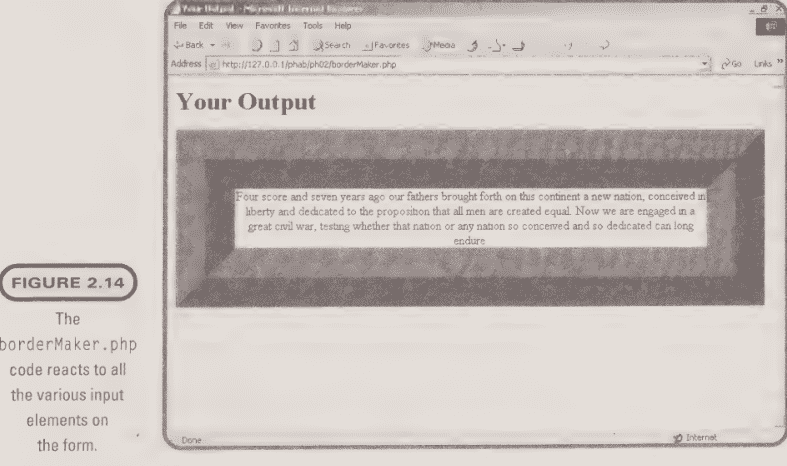 Your Output - Microsoft Internet Explorer
File Edit View Favorites Tools Help
Back Search Favorites Media
Address http://127.0.0.1/phab/ph02/borderMaker.php Go Links »
Your Output
Four score and seven years ago our fathers brought forth on this continent a new nation, conceived in
liberty and dedicated to the proposition that all men are created equal. Now we are engaged in a
great civil war, testing whether that nation or any nation so conceived and so dedicated can long
endure
Done Internet
FIGURE 2.14
The
borderMaker.php
code reacts to all
the various input
elements on
the form.